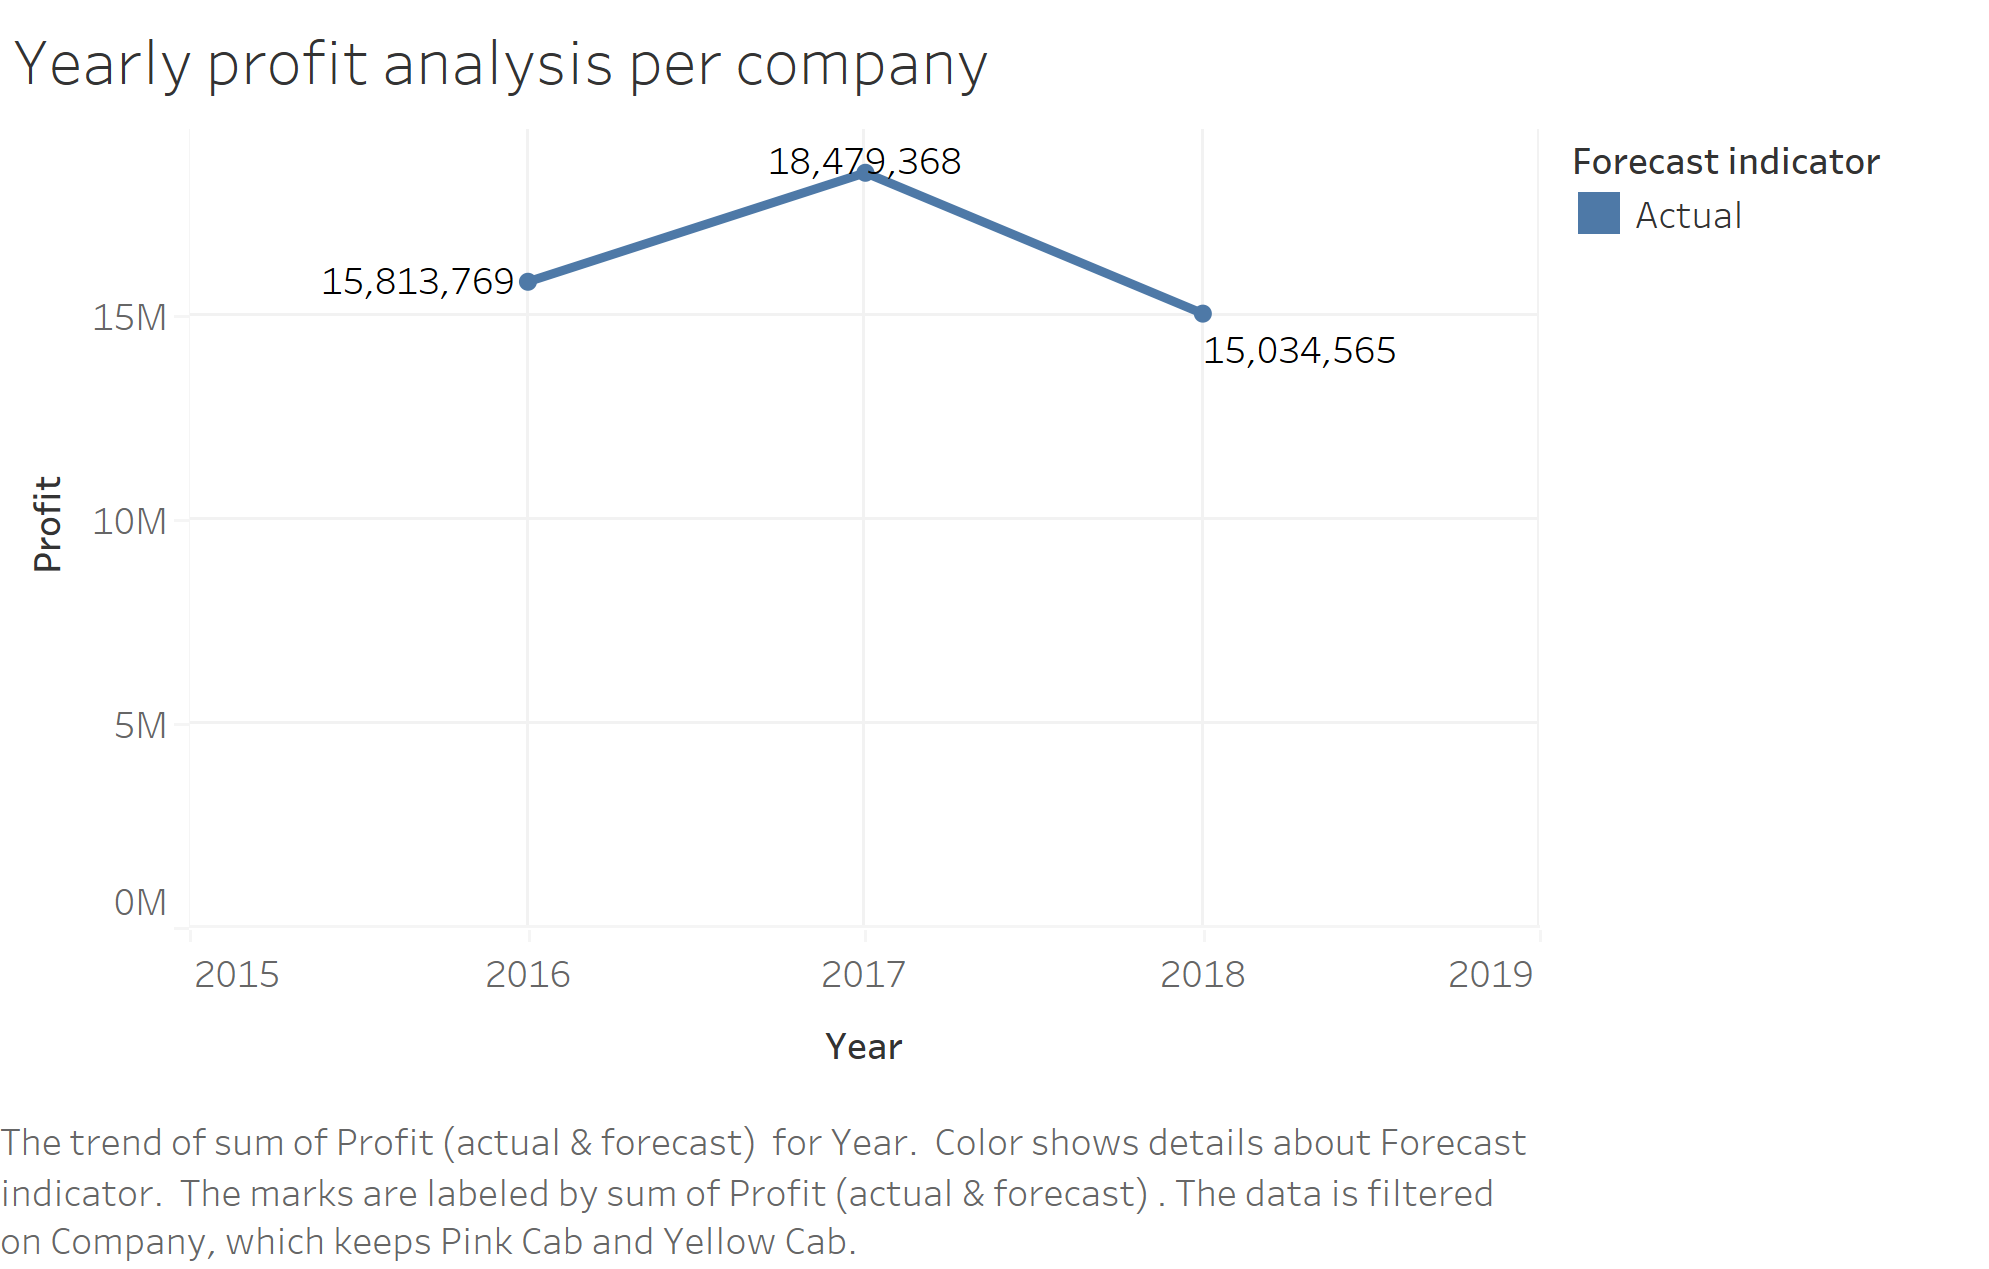 Yearly profit analysis per company
18,479,368
Forecast indicator
Actual
15,813,769
15M
15,034,565
Profit
10M
5M
0M
2015 2016 2017 2018 2019
Year
The trend of sum of Profit (actual & forecast)  for Year.  Color shows details about Forecast
indicator.  The marks are labeled by sum of Profit (actual & forecast) . The data is filtered
on Company, which keeps Pink Cab and Yellow Cab.